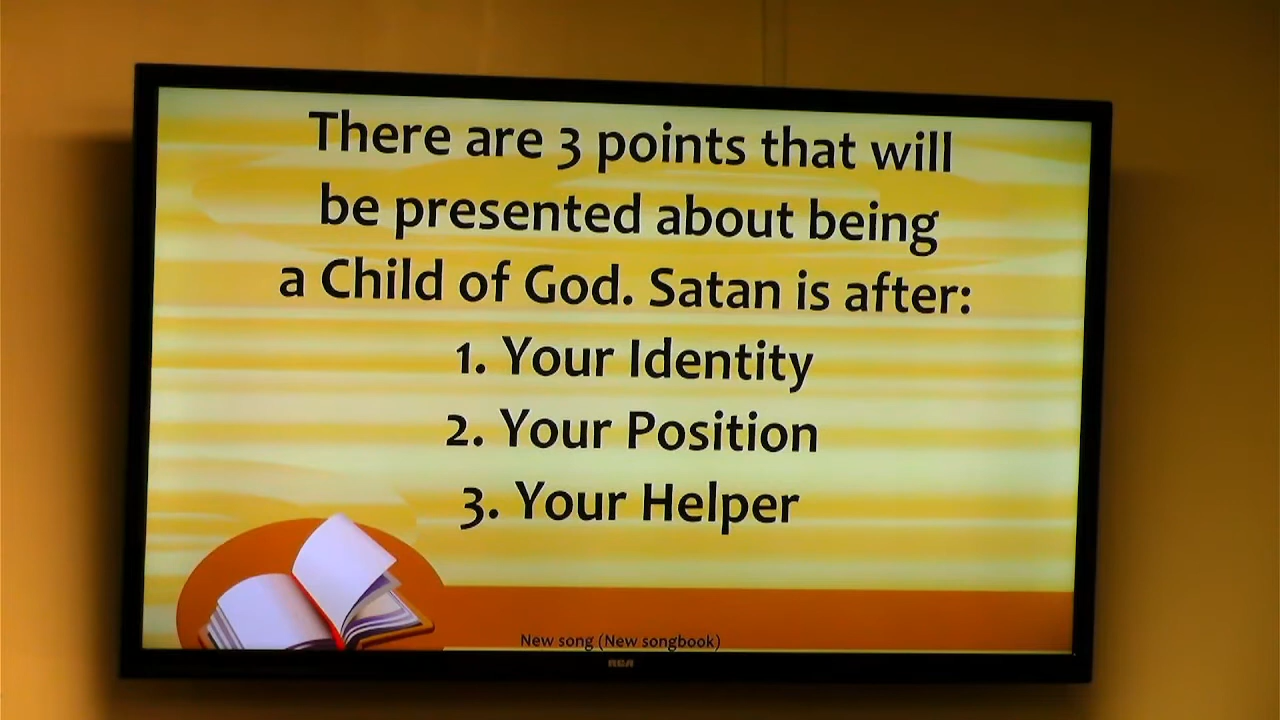 There are 3 points that will
be presented about being
a Child of God. Satan is after:
1. Your Identity
2. Your Position
3. Your Helper
New song (New songbook)
RCA